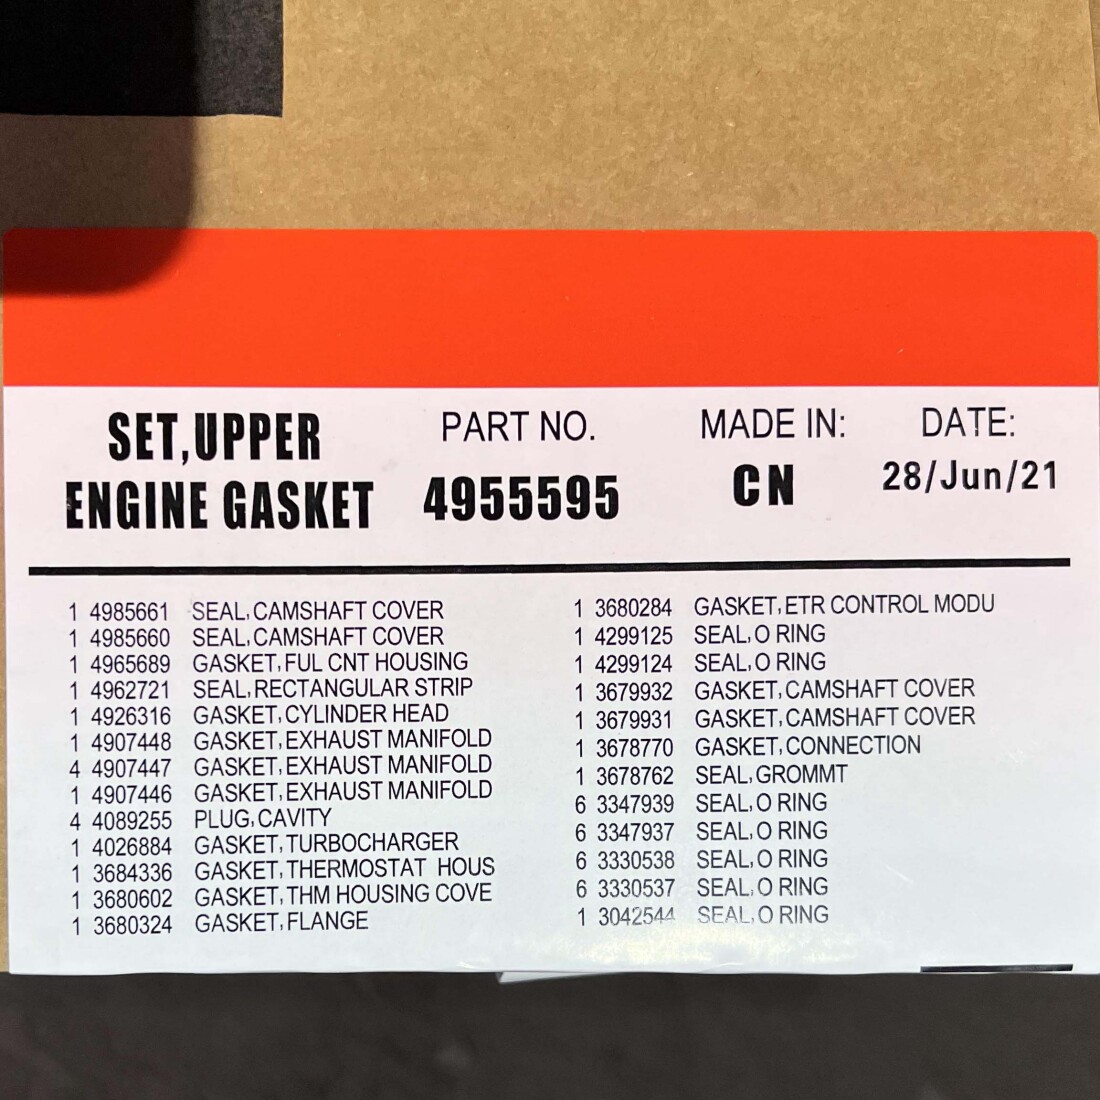 SET,UPPER
ENGINE GASKET
PART NO.
4955595
MADE IN:
CN
DATE:
28/Jun/21
1 4985661 SEAL,CAMSHAFT COVER
1 4985660 SEAL,CAMSHAFT COVER
1 4965689 GASKET,FUL CNT HOUSING
1 4962721 SEAL,RECTANGULAR STRIP
1 4926316 GASKET,CYLINDER HEAD
1 4907448 GASKET,EXHAUST MANIFOLD
4 4907447 GASKET,EXHAUST MANIFOLD
1 4907446 GASKET,EXHAUST MANIFOLD
4 4089255 PLUG,CAVITY
1 4026884 GASKET,TURBOCHARGER
1 3684336 GASKET,THERMOSTAT HOUS
1 3680602 GASKET,THM HOUSING COVE
1 3680324 GASKET,FLANGE
1 3680284 GASKET,ETR CONTROL MODU
1 4299125 SEAL,O RING
1 4299124 SEAL,O RING
1 3679932 GASKET,CAMSHAFT COVER
1 3679931 GASKET,CAMSHAFT COVER
1 3678770 GASKET,CONNECTION
1 3678762 SEAL,GROMMT
6 3347939 SEAL,O RING
6 3347937 SEAL,O RING
6 3330538 SEAL,O RING
6 3330537 SEAL,O RING
1 3042544 SEAL,O RING